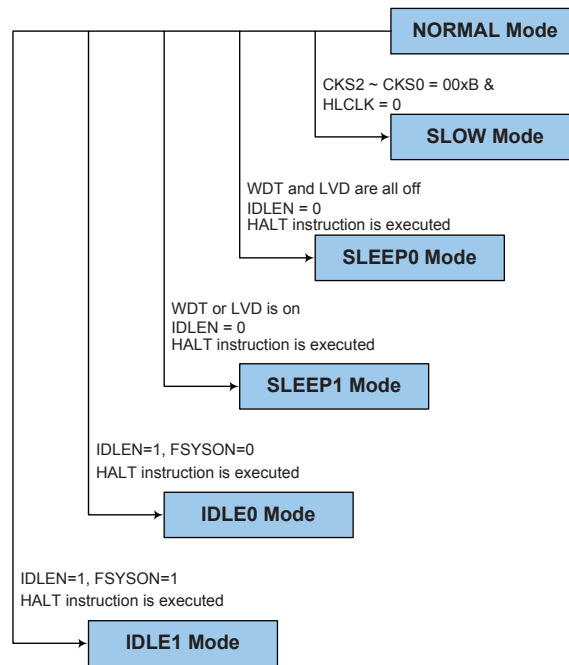 NORMAL Mode
CKS2 ~ CKS0 = 00xB &
HLCLK = 0
SLOW Mode
WDT and LVD are all off
IDLEN = 0
HALT instruction is executed
SLEEP0 Mode
WDT or LVD is on
IDLEN = 0
HALT instruction is executed
SLEEP1 Mode
IDLEN=1, FSYSON=0
HALT instruction is executed
IDLE0 Mode
IDLEN=1, FSYSON=1
HALT instruction is executed
IDLE1 Mode